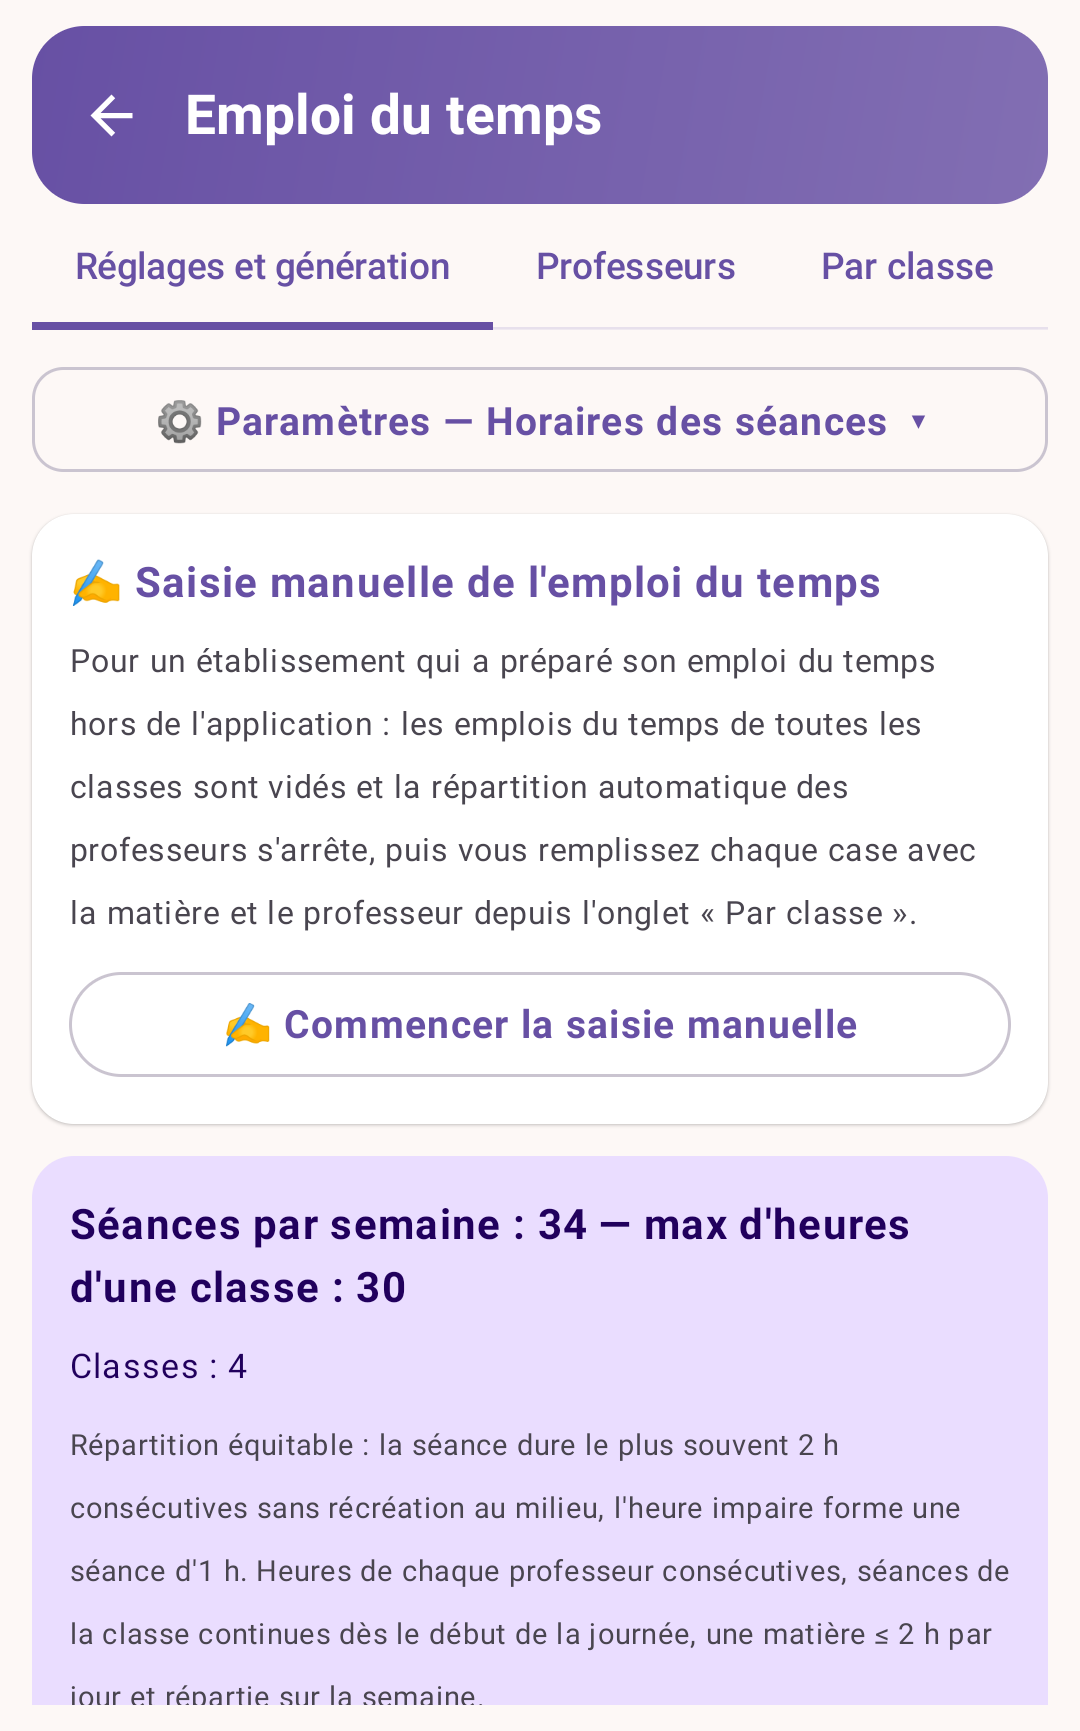 Emploi du temps
Réglages et génération
Professeurs
Par classe
⚙️ Paramètres — Horaires des séances ▼
✍️ Saisie manuelle de l'emploi du temps
Pour un établissement qui a préparé son emploi du temps
hors de l'application : les emplois du temps de toutes les
classes sont vidés et la répartition automatique des
professeurs s'arrête, puis vous remplissez chaque case avec
la matière et le professeur depuis l'onglet « Par classe ».
✍️ Commencer la saisie manuelle
Séances par semaine : 34 — max d'heures
d'une classe : 30
Classes : 4
Répartition équitable : la séance dure le plus souvent 2 h
consécutives sans récréation au milieu, l'heure impaire forme une
séance d'1 h. Heures de chaque professeur consécutives, séances de
la classe continues dès le début de la journée, une matière ≤ 2 h par
jour et répartie sur la semaine.